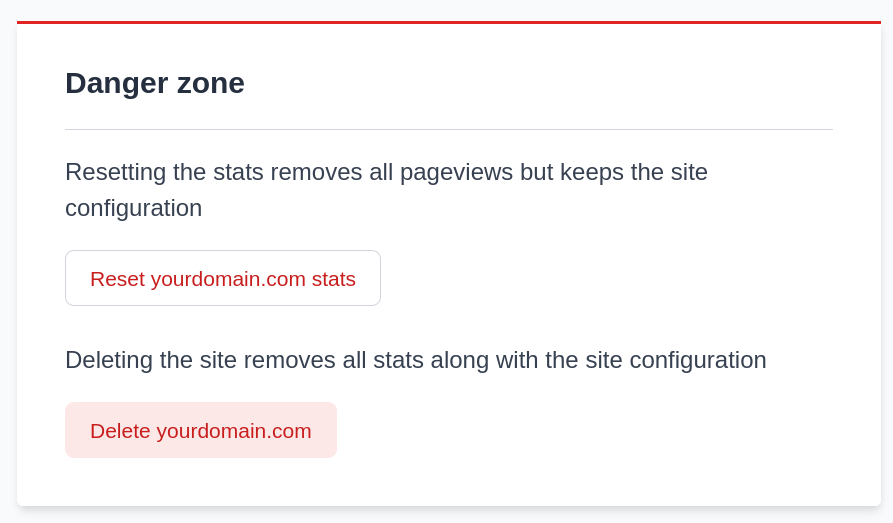 Danger zone
Resetting the stats removes all pageviews but keeps the site
configuration
Reset yourdomain.com stats
Deleting the site removes all stats along with the site configuration
Delete yourdomain.com